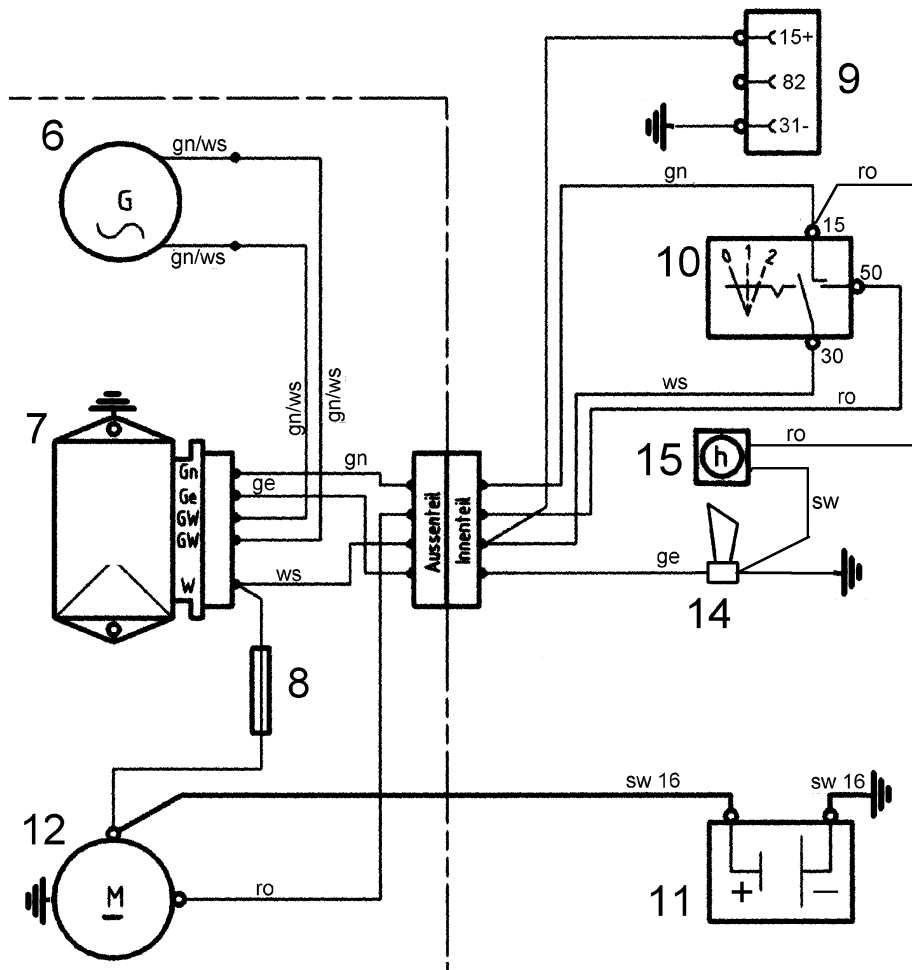 15+
82
9
31-
6
gn/ws
G
gn/ws
gn
ro
15
10
0 1 2
50
30
ws
ro
gn/ws
gn/ws
7
Gn
Ge
GW
GW
W
gn
ge
ws
Aussenteil
Innenteil
15
h
ro
sw
ge
14
8
12
M
ro
sw 16
sw 16
11
+ −